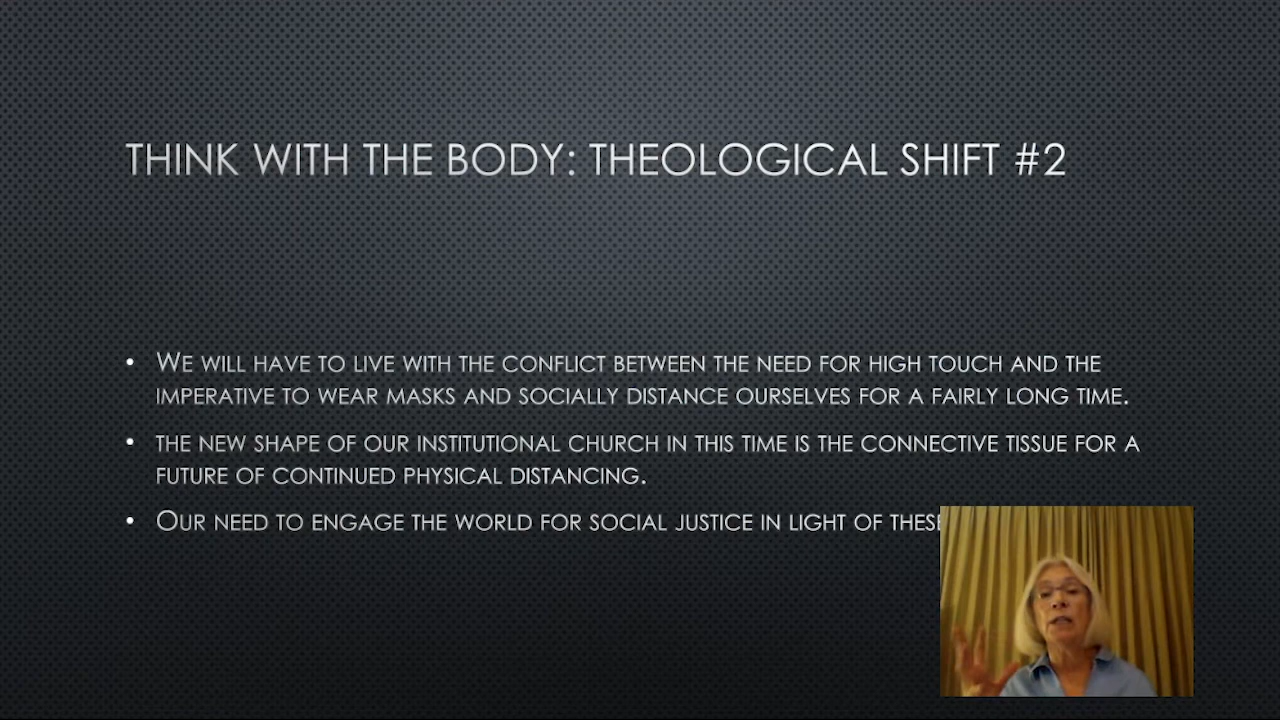 THINK WITH THE BODY: THEOLOGICAL SHIFT #2
• WE WILL HAVE TO LIVE WITH THE CONFLICT BETWEEN THE NEED FOR HIGH TOUCH AND THE
IMPERATIVE TO WEAR MASKS AND SOCIALLY DISTANCE OURSELVES FOR A FAIRLY LONG TIME.
• THE NEW SHAPE OF OUR INSTITUTIONAL CHURCH IN THIS TIME IS THE CONNECTIVE TISSUE FOR A
FUTURE OF CONTINUED PHYSICAL DISTANCING.
• OUR NEED TO ENGAGE THE WORLD FOR SOCIAL JUSTICE IN LIGHT OF THESE